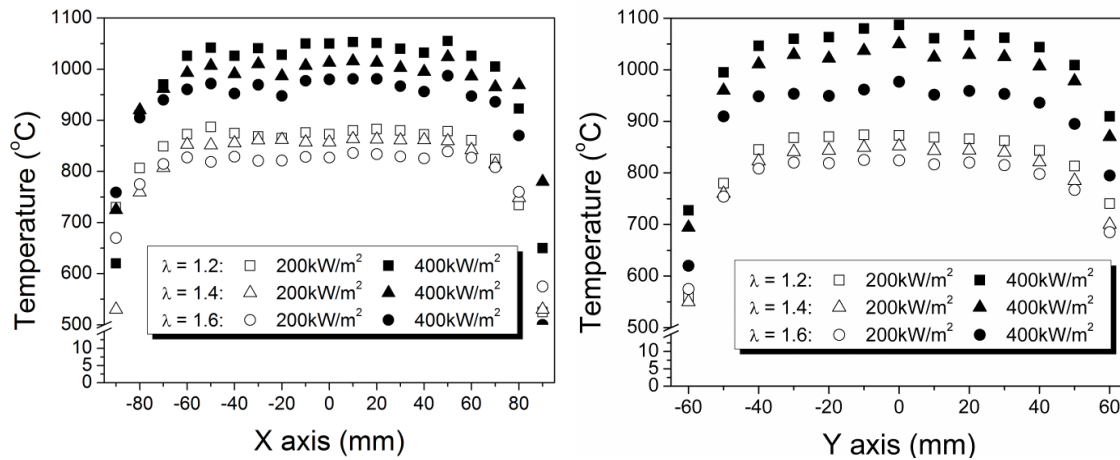 Temperature (°C)
1100
1000
900
800
700
600
500
15
10
5
0
λ = 1.2: 200kW/m² 400kW/m²
λ = 1.4: 200kW/m² 400kW/m²
λ = 1.6: 200kW/m² 400kW/m²
-80 -60 -40 -20 0 20 40 60 80
X axis (mm)
Temperature (°C)
1100
1000
900
800
700
600
500
15
10
5
0
λ = 1.2: 200kW/m² 400kW/m²
λ = 1.4: 200kW/m² 400kW/m²
λ = 1.6: 200kW/m² 400kW/m²
-60 -40 -20 0 20 40 60
Y axis (mm)